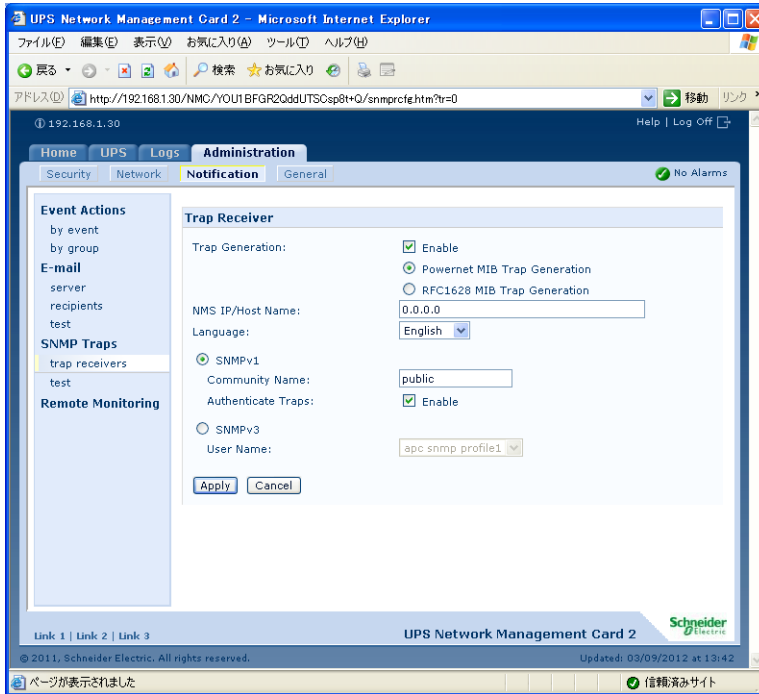 UPS Network Management Card 2 - Microsoft Internet Explorer
ファイル(F) 編集(E) 表示(V) お気に入り(A) ツール(T) ヘルプ(H)
戻る 検索 お気に入り
アドレス(D) http://192.168.1.30/NMC/YOU1BFGR2QddUTSCsp8t+Q/snmprcfg.htm?tr=0 移動 リンク
192.168.1.30 Help | Log Off
Home UPS Logs Administration
Security Network Notification General No Alarms
Event Actions
by event
by group
E-mail
server
recipients
test
SNMP Traps
trap receivers
test
Remote Monitoring
Trap Receiver
Trap Generation: Enable
Powernet MIB Trap Generation
RFC1628 MIB Trap Generation
NMS IP/Host Name: 0.0.0.0
Language: English
SNMPv1
Community Name: public
Authenticate Traps: Enable
SNMPv3
User Name: apc snmp profile1
Apply Cancel
Link 1 | Link 2 | Link 3
UPS Network Management Card 2
Schneider
Electric
© 2011, Schneider Electric. All rights reserved. Updated: 03/09/2012 at 13:42
ページが表示されました 信頼済みサイト